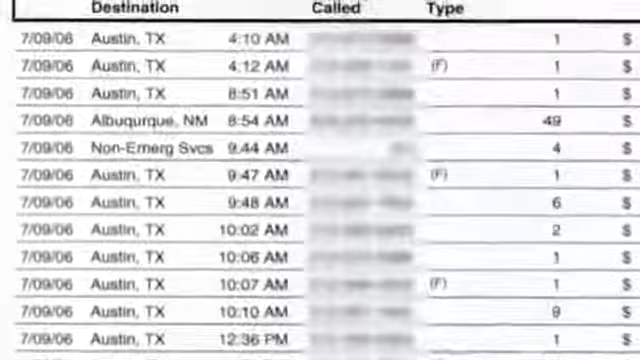 Destination Called Type
7/09/06 Austin, TX 4:10 AM 1 $
7/09/06 Austin, TX 4:12 AM (F) 1 $
7/09/06 Austin, TX 8:51 AM 1 $
7/09/06 Albuqurque, NM 8:54 AM 49 $
7/09/06 Non-Emerg Svcs 9:44 AM 4 $
7/09/06 Austin, TX 9:47 AM (F) 1 $
7/09/06 Austin, TX 9:48 AM 6 $
7/09/06 Austin, TX 10:02 AM 2 $
7/09/06 Austin, TX 10:06 AM 1 $
7/09/06 Austin, TX 10:07 AM (F) 1 $
7/09/06 Austin, TX 10:10 AM 9 $
7/09/06 Austin, TX 12:36 PM 1 $